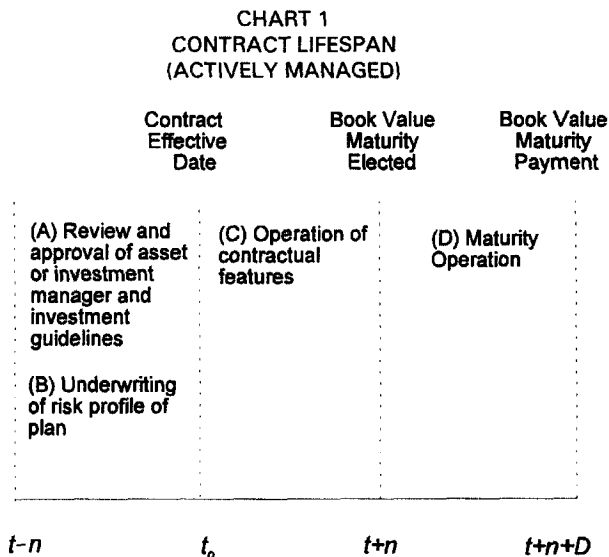 CHART 1
CONTRACT LIFESPAN
(ACTIVELY MANAGED)
Contract
Effective
Date
Book Value
Maturity
Elected
Book Value
Maturity
Payment
(A) Review and
approval of asset
or investment
manager and
investment
guidelines
(B) Underwriting
of risk profile of
plan
(C) Operation of
contractual
features
(D) Maturity
Operation
t-n t₀ t+n t+n+D